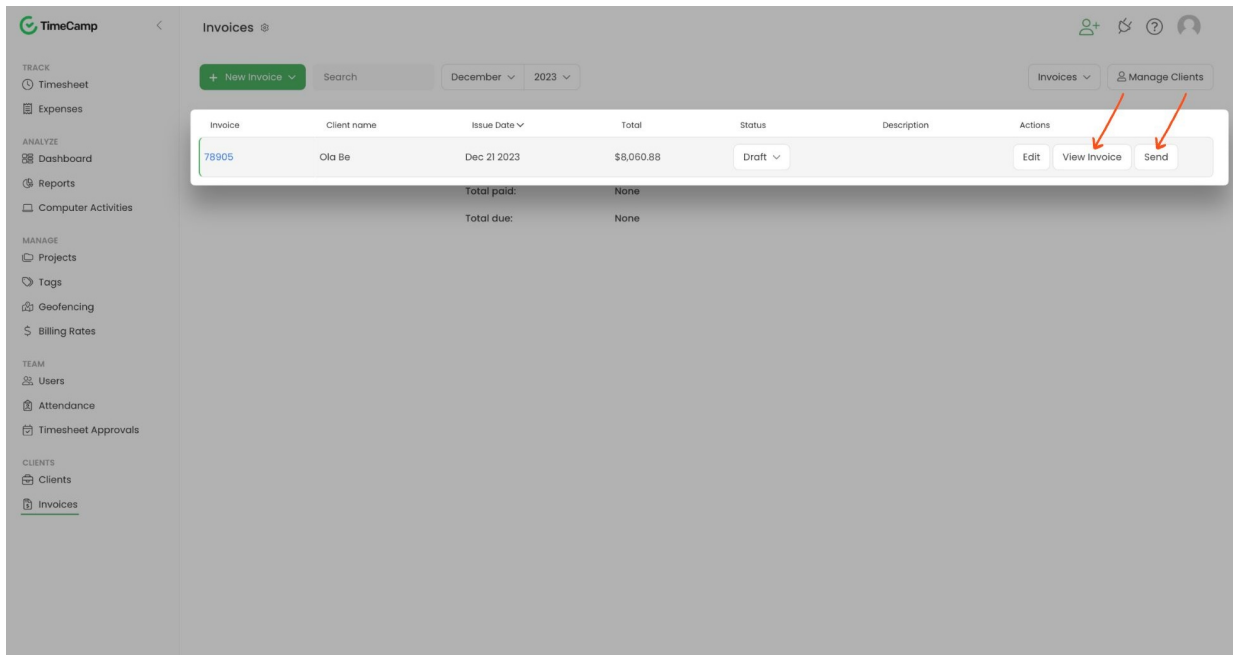 TimeCamp
TRACK
Timesheet
Expenses
ANALYZE
Dashboard
Reports
Computer Activities
MANAGE
Projects
Tags
Geofencing
Billing Rates
TEAM
Users
Attendance
Timesheet Approvals
CLIENTS
Clients
Invoices
Invoices
+ New Invoice Search December 2023 Invoices Manage Clients
Invoice Client name Issue Date Total Status Description Actions
78905 Ola Be Dec 21 2023 $8,060.88 Draft Edit View Invoice Send
Total paid: None
Total due: None